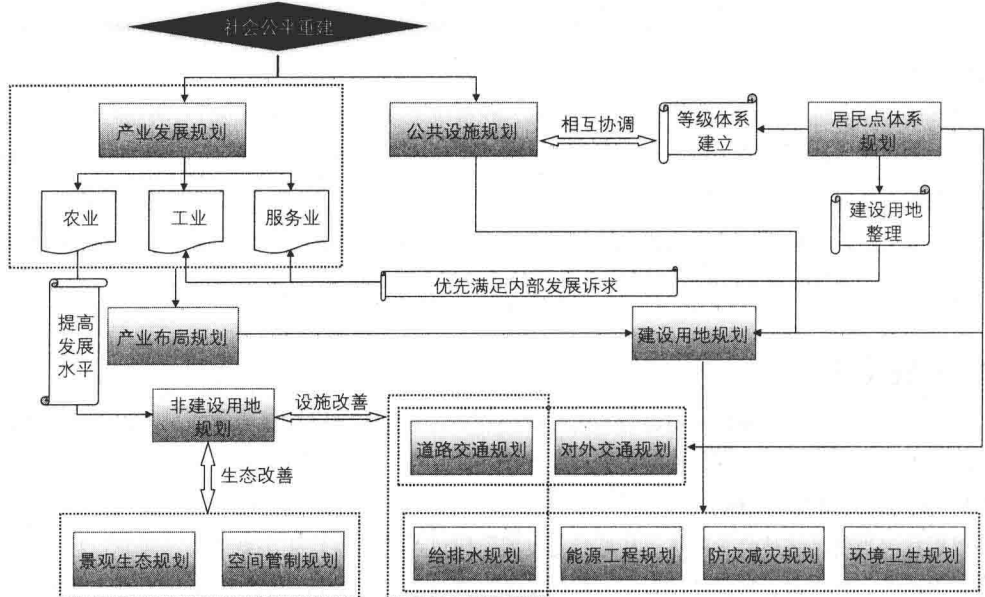 社会公平重建
产业发展规划
公共设施规划
相互协调
等级体系
建立
居民点体系
规划
农业
工业
服务业
建设用地
整理
优先满足内部发展诉求
提高
发展
水平
产业布局规划
建设用地规划
非建设用地
规划
设施改善
道路交通规划
对外交通规划
生态改善
景观生态规划
空间管制规划
给排水规划
能源工程规划
防灾减灾规划
环境卫生规划